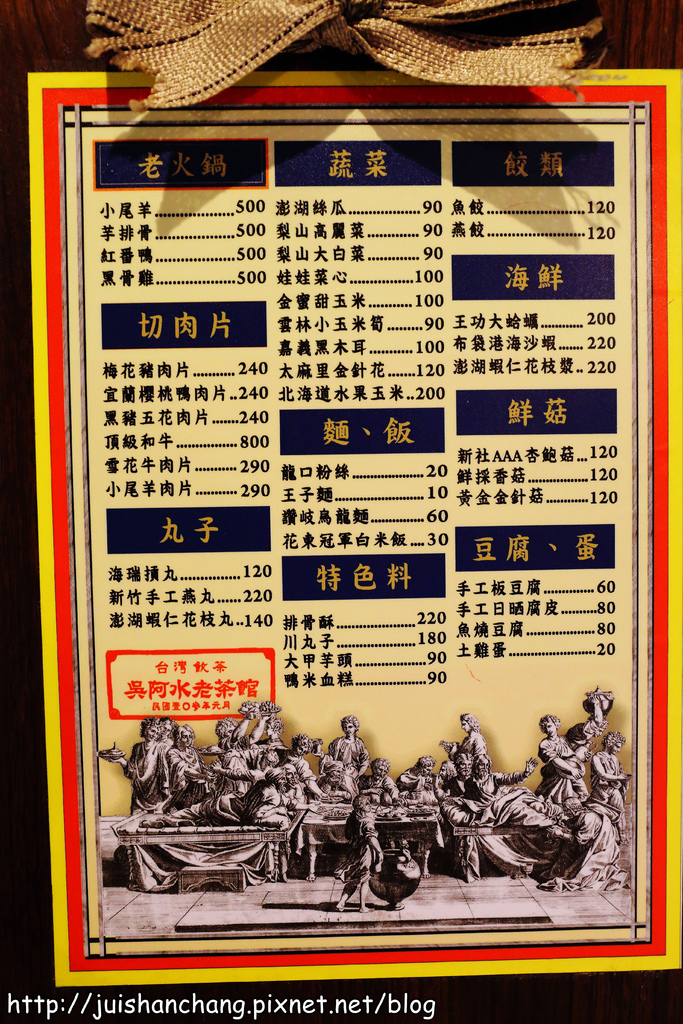 老火鍋
小尾羊.....................500
芋排骨.....................500
紅番鴨.....................500
黑骨雞.....................500
切肉片
梅花豬肉片............240
宜蘭櫻桃鴨肉片..240
黑豬五花肉片.......240
頂級和牛.................800
雪花牛肉片............290
小尾羊肉片............290
丸子
海瑞摃丸................120
新竹手工燕丸.......220
澎湖蝦仁花枝丸..140
蔬菜
澎湖絲瓜...................90
梨山高麗菜..............90
梨山大白菜..............90
娃娃菜心.................100
金蜜甜玉米............100
雲林小玉米筍.........90
嘉義黑木耳............100
太麻里金針花.......120
北海道水果玉米..200
麵、飯
龍口粉絲...................20
王子麵........................10
讚岐烏龍麵..............60
花東冠軍白米飯....30
特色料
排骨酥......................220
川丸子......................180
大甲芋頭...................90
鴨米血糕...................90
餃類
魚餃..........................120
燕餃..........................120
海鮮
王功大蛤蠣...........200
布袋港海沙蝦......220
澎湖蝦仁花枝漿..220
鮮菇
新社AAA杏鮑菇...120
鮮採香菇...............120
黃金金針菇...........120
豆腐、蛋
手工板豆腐.............60
手工日晒腐皮........80
魚燒豆腐.................80
土雞蛋......................20
台灣飲茶
吳阿水老茶館
民國壹〇參年元月
http://juishanchang.pixnet.net/blog